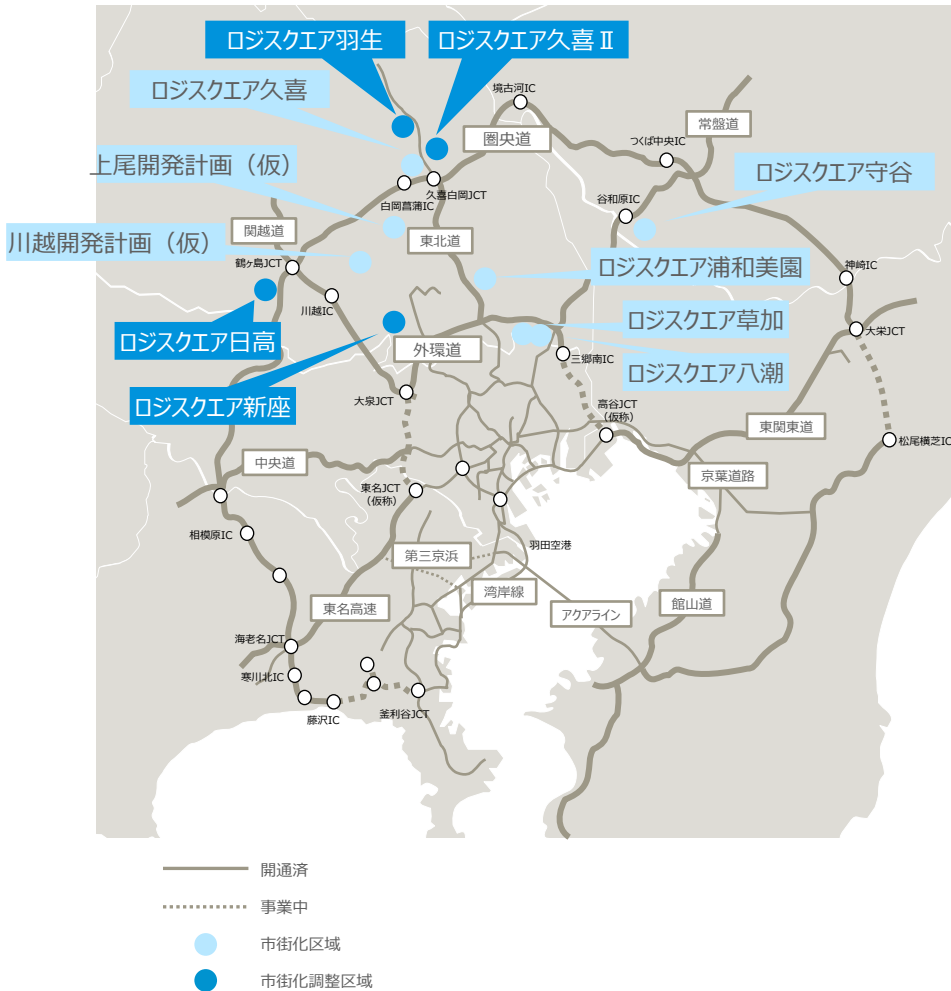 ロジスクエア羽生
ロジスクエア久喜Ⅱ
ロジスクエア久喜
境古河IC
常盤道
圏央道
つくば中央IC
上尾開発計画（仮）
久喜白岡JCT
白岡菖蒲IC
ロジスクエア守谷
谷和原IC
関越道
東北道
川越開発計画（仮）
鶴ヶ島JCT
ロジスクエア浦和美園
神崎IC
川越IC
ロジスクエア日高
ロジスクエア草加
大栄JCT
外環道
三郷南IC
ロジスクエア八潮
ロジスクエア新座
大泉JCT
高谷JCT
（仮称）
東関東道
松尾横芝IC
中央道
京葉道路
東名JCT
（仮称）
相模原IC
羽田空港
第三京浜
湾岸線
東名高速
アクアライン
館山道
海老名JCT
寒川北IC
藤沢IC
釜利谷JCT
開通済
事業中
市街化区域
市街化調整区域